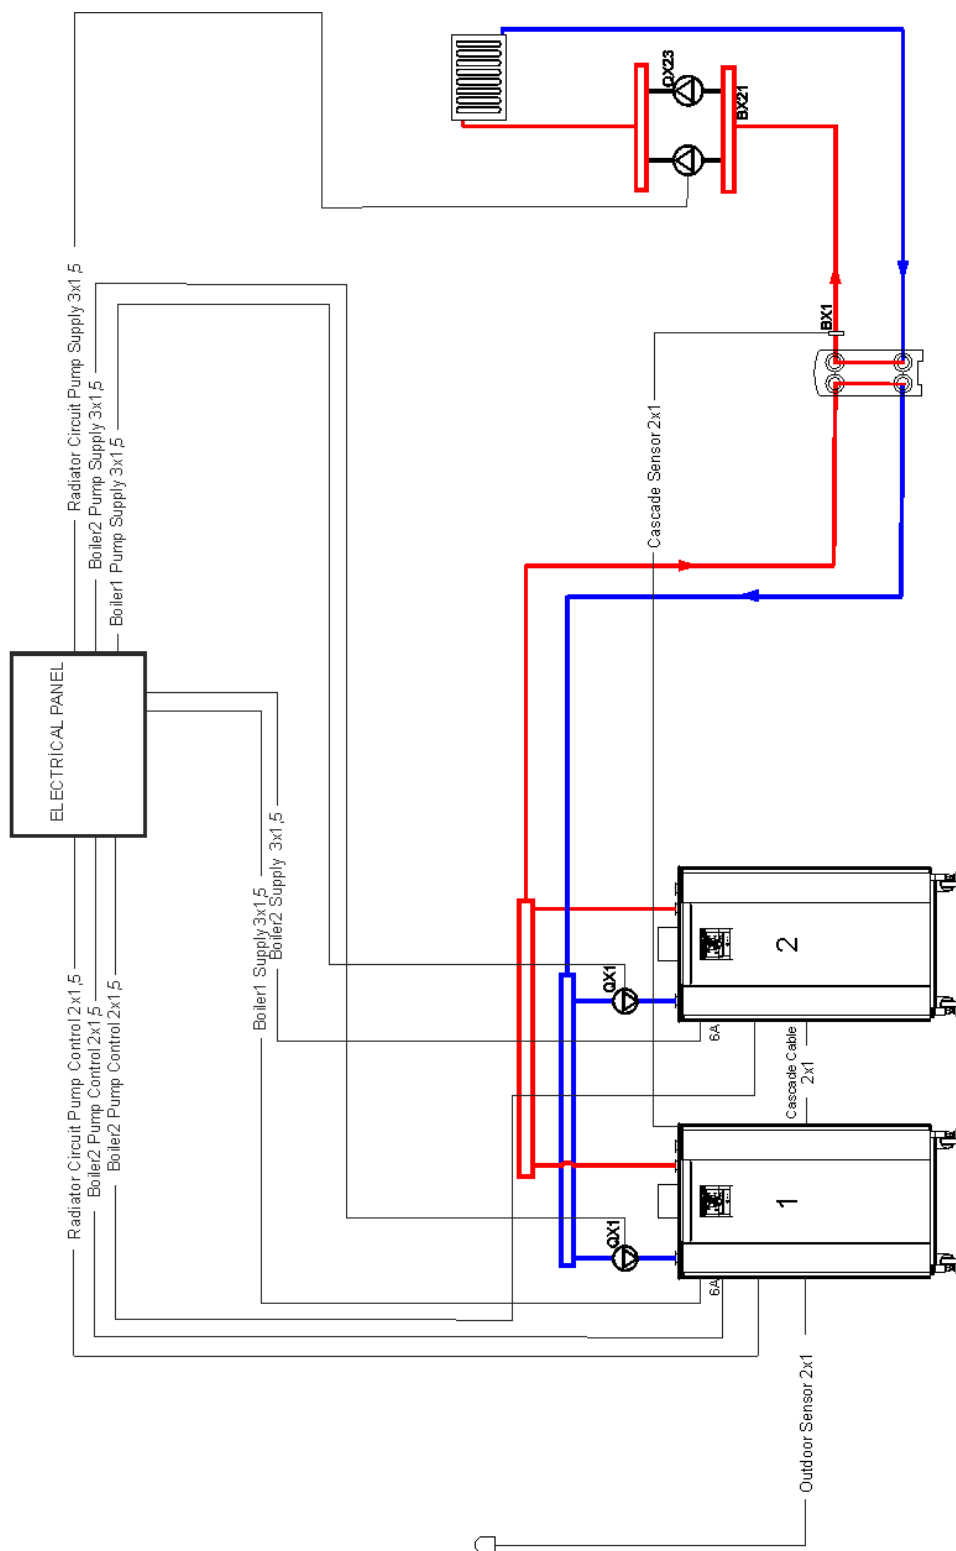 Radiator Circuit Pump Supply 3x1,5
Boiler2 Pump Supply 3x1,5
Boiler1 Pump Supply 3x1,5
ELECTRİCAL PANEL
Radiator Circuit Pump Control 2x1,5
Boiler2 Pump Control 2x1,5
Boiler2 Pump Control 2x1,5
Boiler1 Supply 3x1,5
Boiler2 Supply 3x1,5
QX23
BX21
BX1
Cascade Sensor 2x1
QX1
2
6A
Cascade Cable
2x1
QX1
1
6A
Outdoor Sensor 2x1